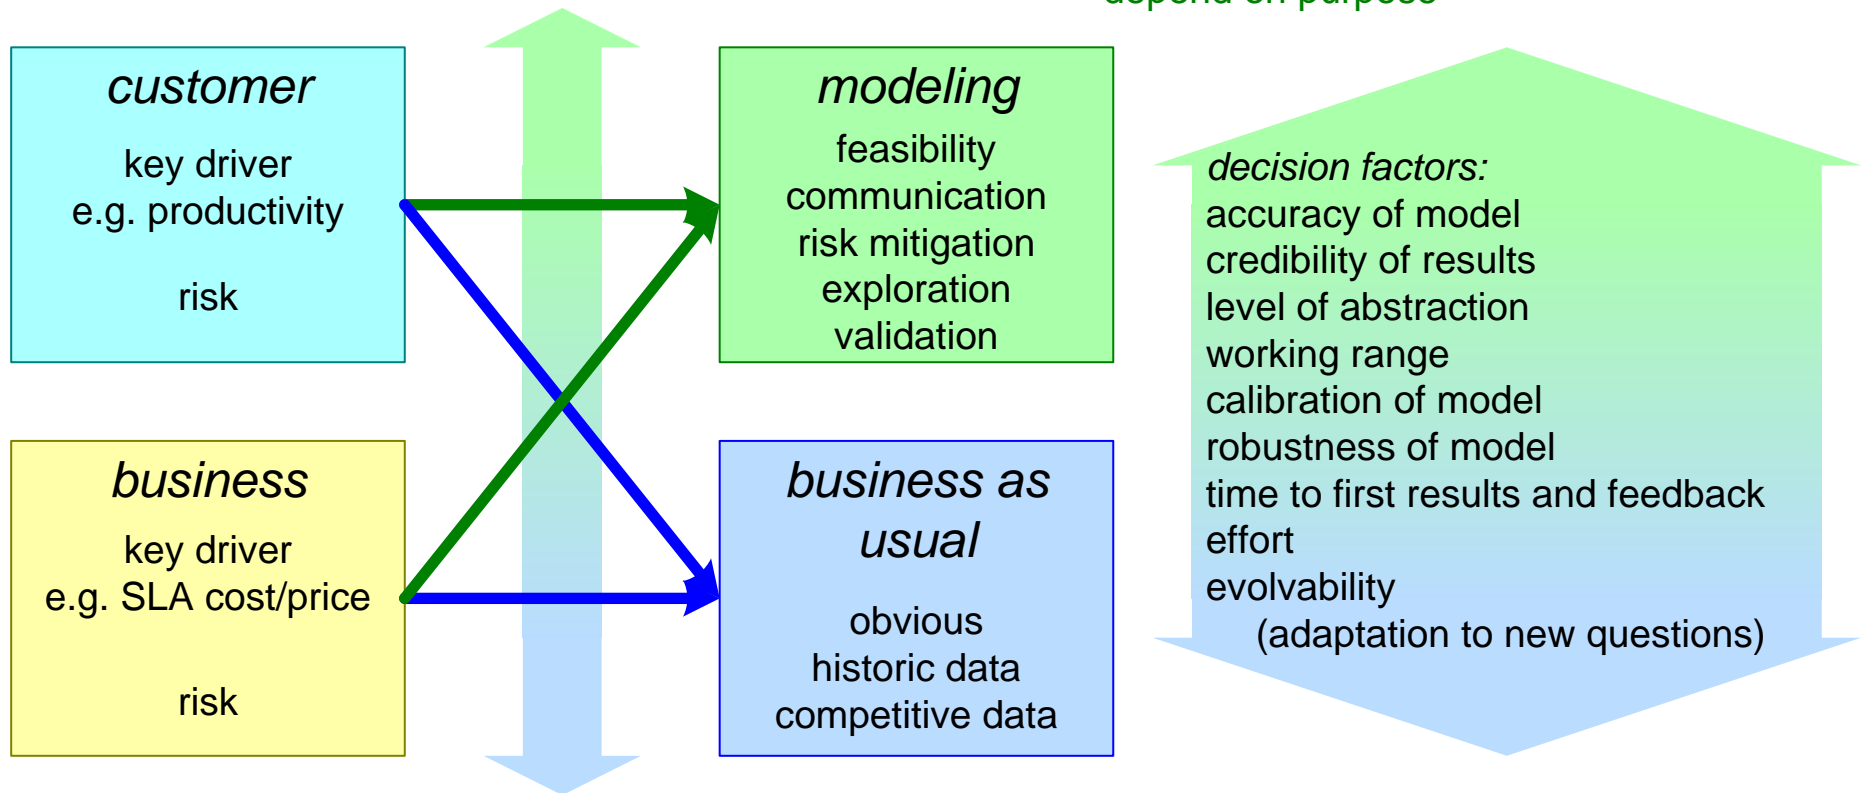 depend on purpose
customer
key driver
e.g. productivity
risk
modeling
feasibility
communication
risk mitigation
exploration
validation
business
key driver
e.g. SLA cost/price
risk
business as
usual
obvious
historic data
competitive data
decision factors:
accuracy of model
credibility of results
level of abstraction
working range
calibration of model
robustness of model
time to first results and feedback
effort
evolvability
(adaptation to new questions)